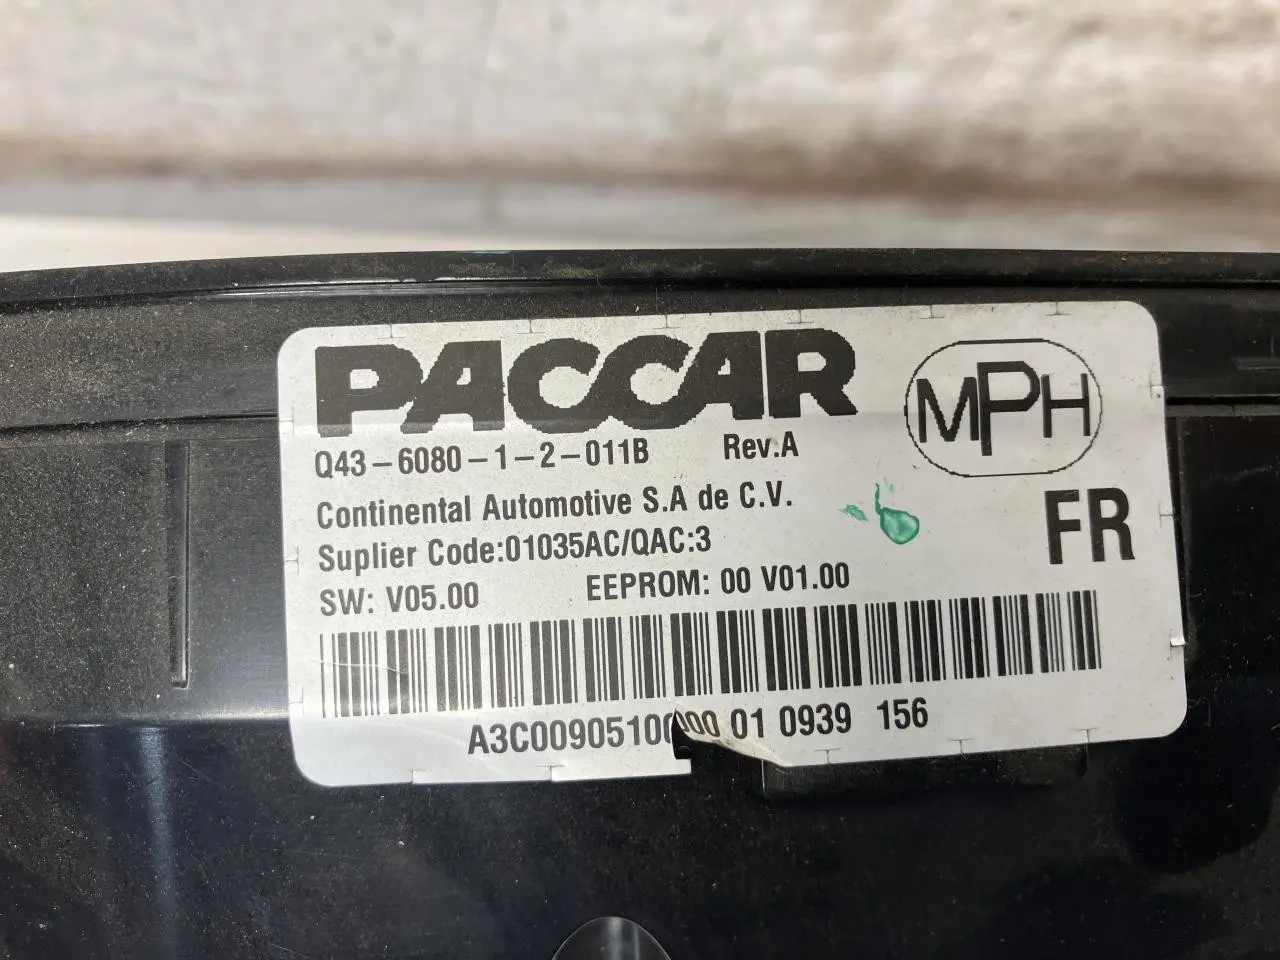 PACCAR
MPH
Q43-6080-1-2-011B Rev.A
Continental Automotive S.A de C.V.
FR
Suplier Code:01035AC/QAC:3
SW: V05.00 EEPROM: 00 V01.00
01 0939 156